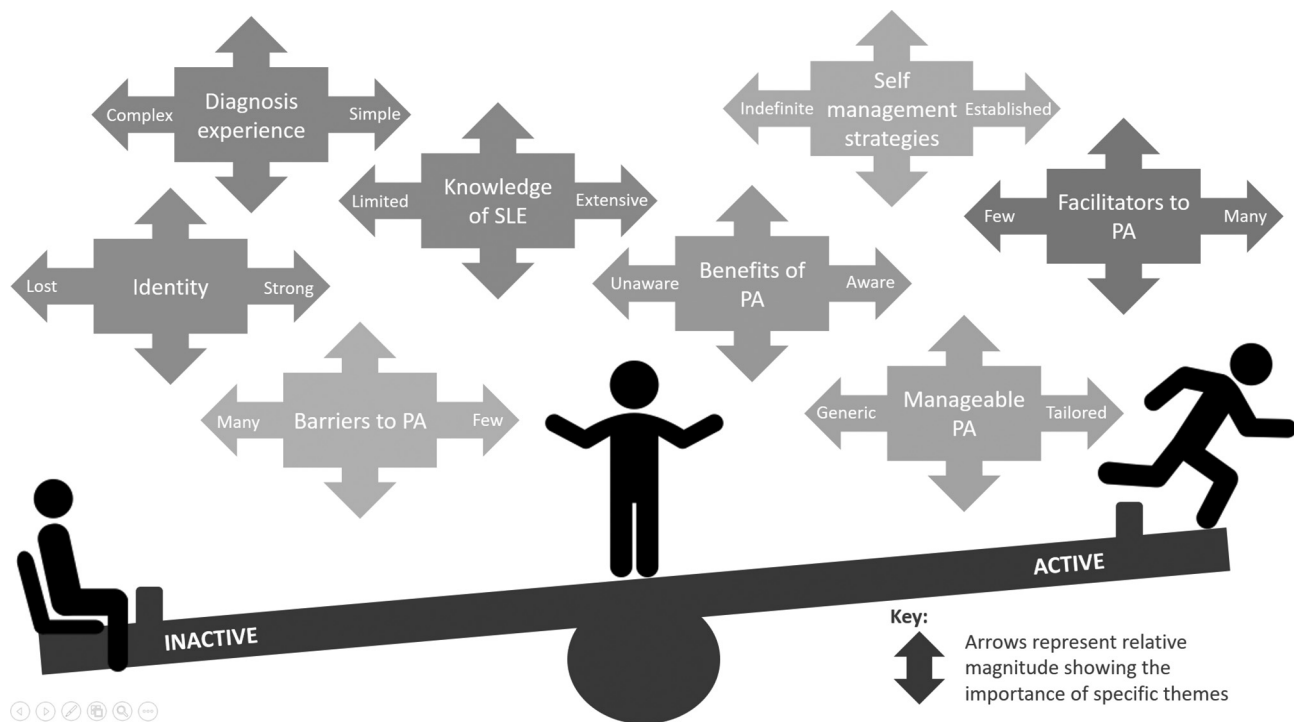 Diagnosis
experience
Complex
Simple
Self
management
strategies
Indefinite
Established
Knowledge
of SLE
Limited
Extensive
Facilitators to
PA
Few
Many
Identity
Lost
Strong
Benefits of
PA
Unaware
Aware
Barriers to PA
Many
Few
Manageable
PA
Generic
Tailored
ACTIVE
INACTIVE
Key:
Arrows represent relative
magnitude showing the
importance of specific themes